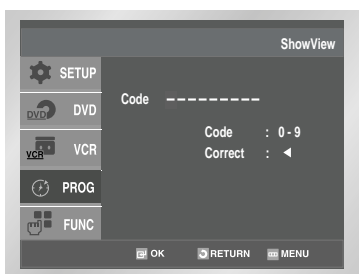 ShowView
SETUP
DVD DVD
Code ---------
VCR VCR
Code : 0-9
Correct : ◄
PROG
FUNC
OK RETURN MENU